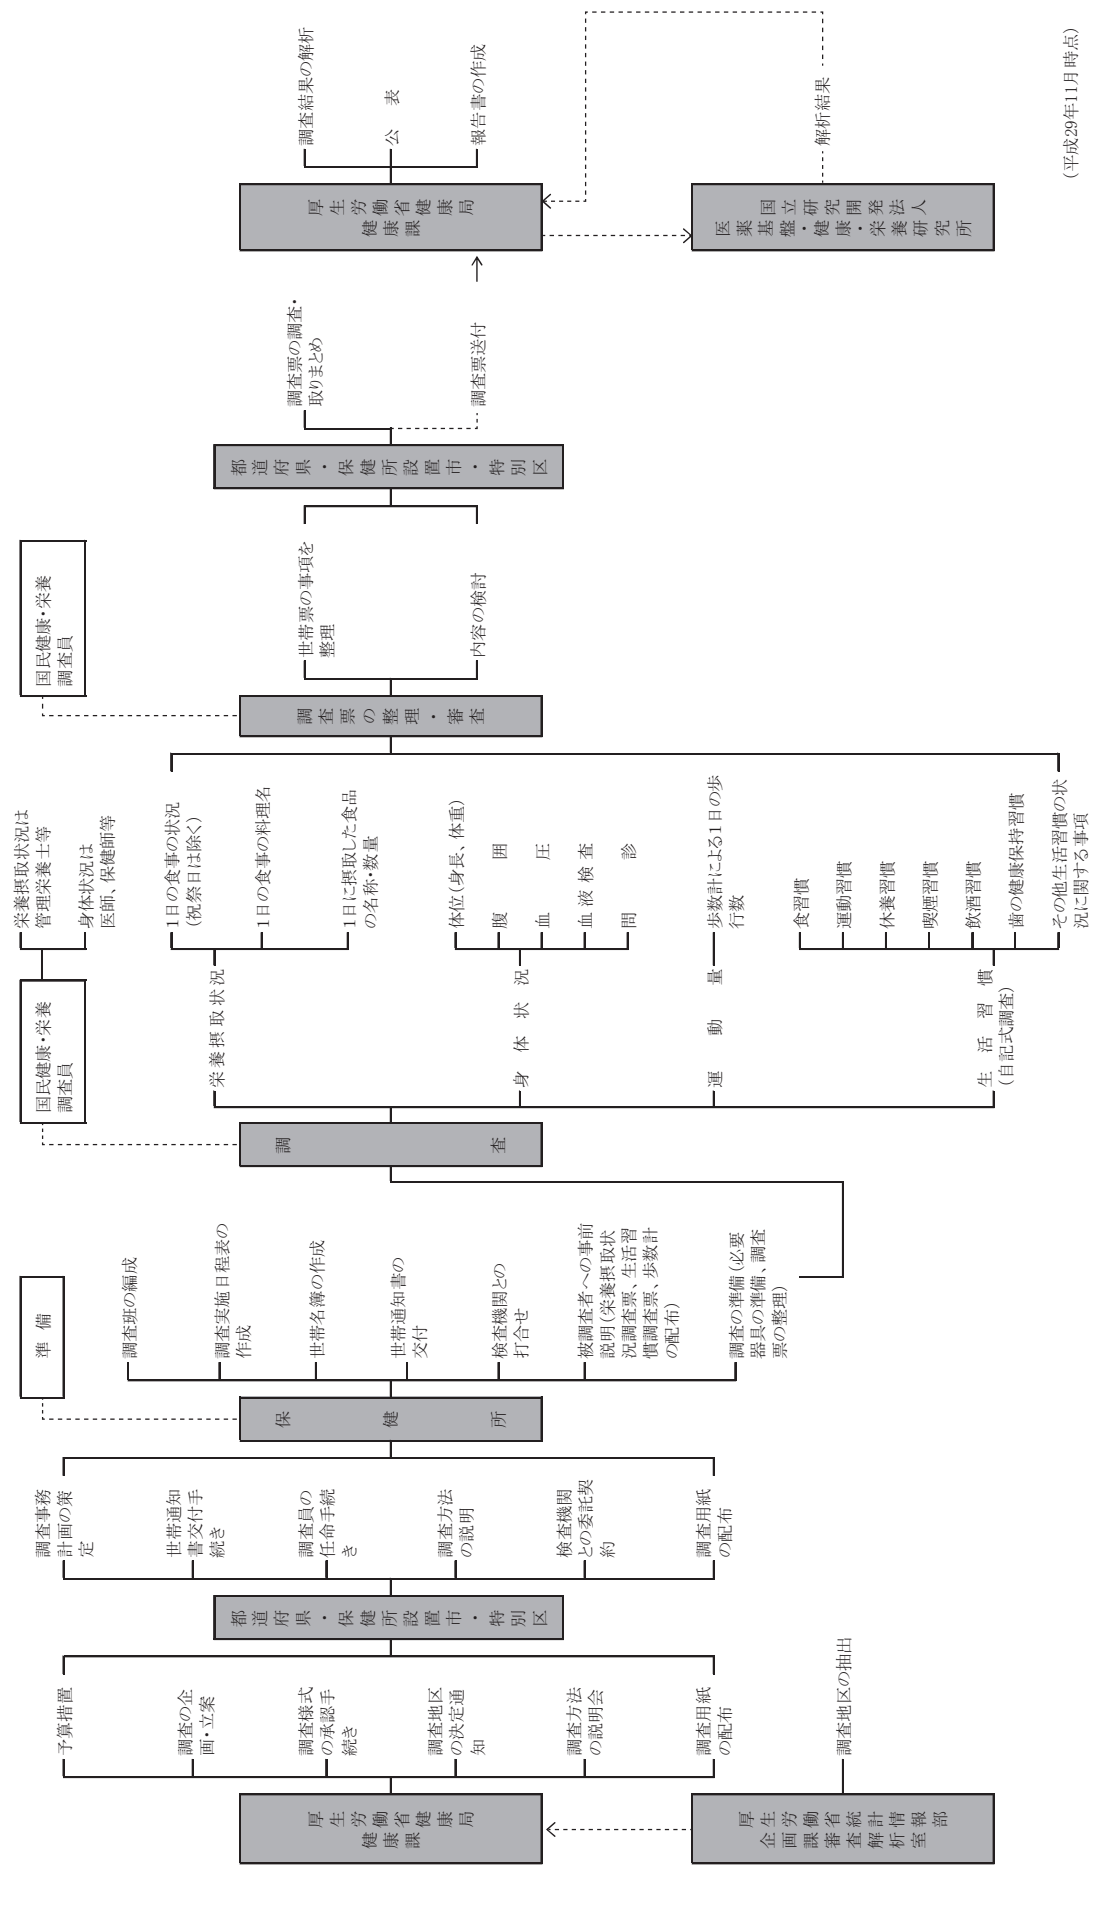 厚生労働省健康局
健康課
予算措置
調査の企
画・立案
調査様式
の承認手
続き
調査地区
の決定通
知
調査方法
の説明会
調査用紙
の配布
厚生労働省統計情報部
企画課審査解析室
調査地区の抽出
都道府県・保健所設置市・特別区
調査事務
計画の策
定
世帯通知
書交付手
続き
調査員の
任命手続
き
調査方法
の説明
検査機関
との委託契
約
調査用紙
の配布
準備
保健所
調査班の編成
調査実施日程表の
作成
世帯名簿の作成
世帯通知書の
交付
検査機関との
打合せ
被調査者への事前
説明(栄養摂取状
況調査票、生活習
慣調査票、歩数計
の配布)
調査の準備(必要
器具の準備、調査
票の整理)
国民健康・栄養
調査員
栄養摂取状況は
管理栄養士等
身体状況は
医師、保健師等
調査
栄養摂取状況
1日の食事の状況
(祝祭日は除く)
1日の食事の料理名
1日に摂取した食品
の名称・数量
身体状況
体位(身長、体重)
腹囲
血圧
血液検査
問診
運動量
歩数計による1日の歩
行数
生活習慣
(自記式調査)
食習慣
運動習慣
休養習慣
喫煙習慣
飲酒習慣
歯の健康保持習慣
その他生活習慣の状
況に関する事項
国民健康・栄養
調査員
調査票の整理・審査
世帯票の事項を
整理
内容の検討
都道府県・保健所設置市・特別区
調査票の調査・
取りまとめ
調査票送付
厚生労働省健康局
健康課
調査結果の解析
公表
報告書の作成
国立研究開発法人
医薬基盤・健康・栄養研究所
解析結果
(平成29年11月時点)